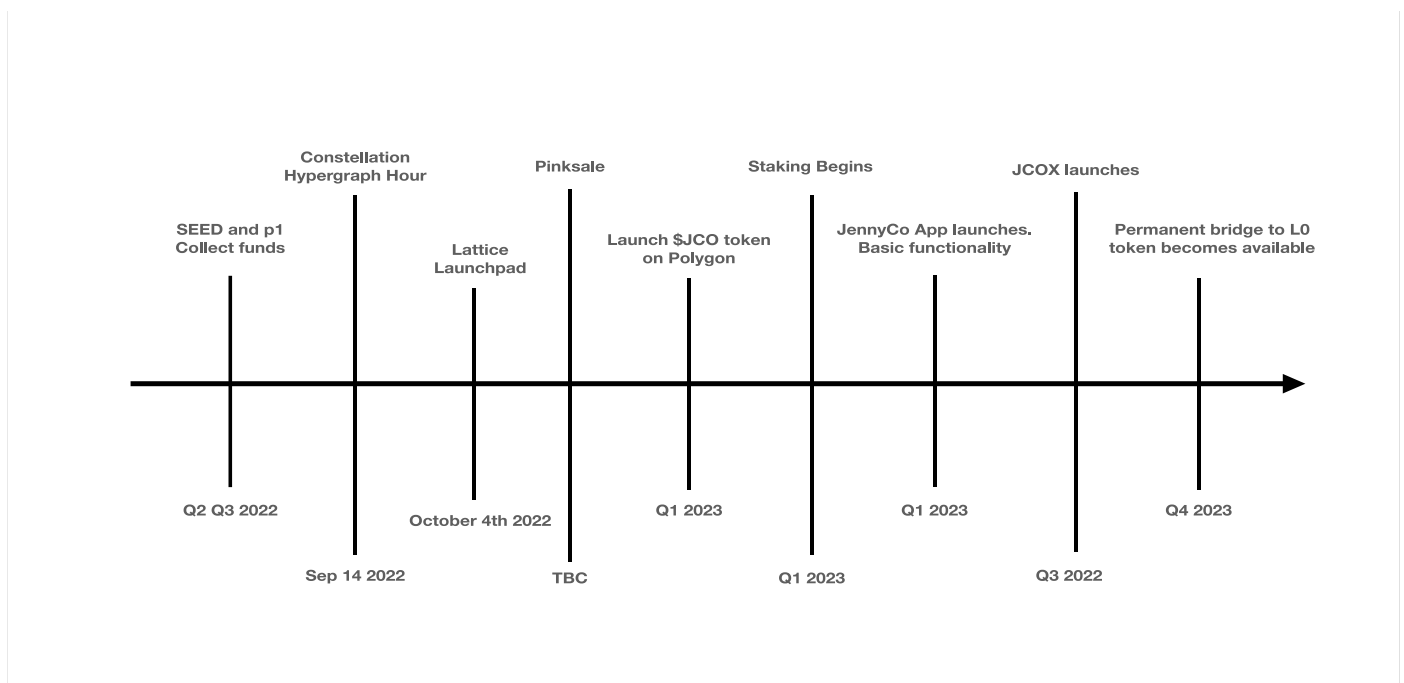 SEED and p1
Collect funds
Constellation
Hypergraph Hour
Lattice
Launchpad
Pinksale
Launch $JCO token
on Polygon
Staking Begins
JennyCo App launches.
Basic functionality
JCOX launches
Permanent bridge to L0
token becomes available
Q2 Q3 2022
Sep 14 2022
October 4th 2022
TBC
Q1 2023
Q1 2023
Q1 2023
Q3 2022
Q4 2023